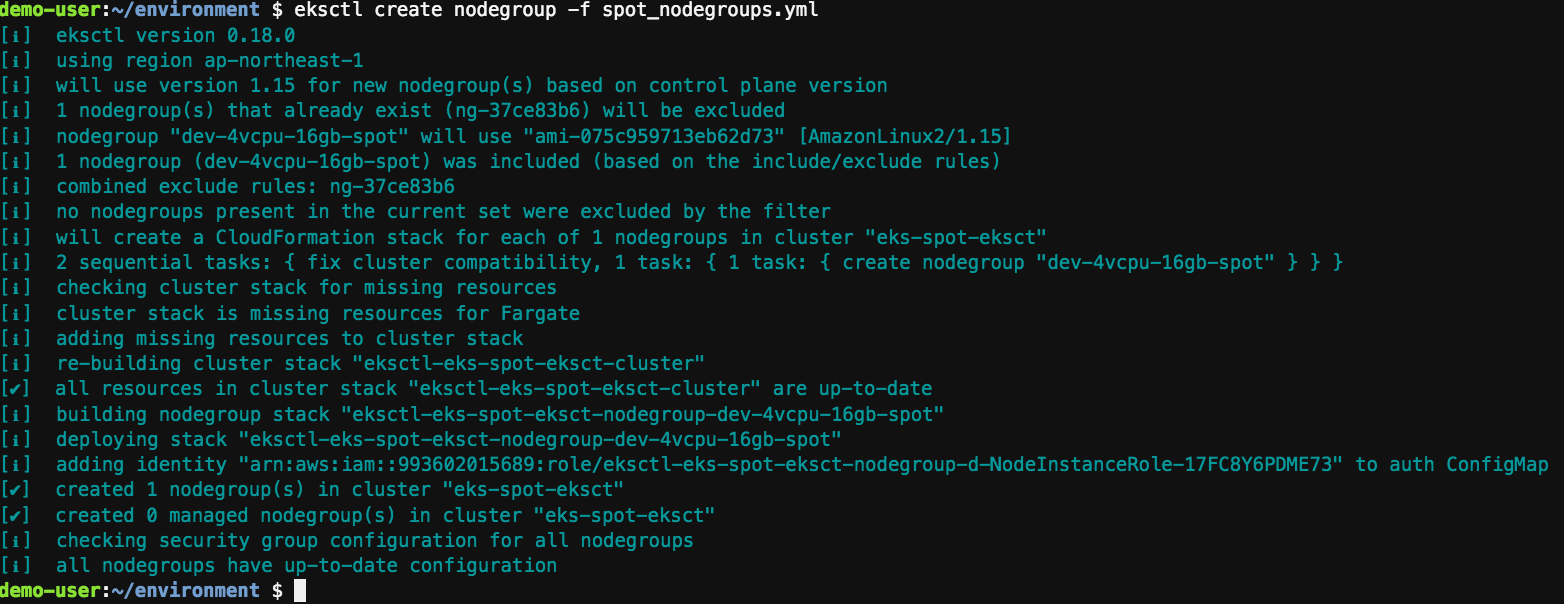 demo-user:~/environment $ eksctl create nodegroup -f spot_nodegroups.yml
[ℹ]  eksctl version 0.18.0
[ℹ]  using region ap-northeast-1
[ℹ]  will use version 1.15 for new nodegroup(s) based on control plane version
[ℹ]  1 nodegroup(s) that already exist (ng-37ce83b6) will be excluded
[ℹ]  nodegroup "dev-4vcpu-16gb-spot" will use "ami-075c959713eb62d73" [AmazonLinux2/1.15]
[ℹ]  1 nodegroup (dev-4vcpu-16gb-spot) was included (based on the include/exclude rules)
[ℹ]  combined exclude rules: ng-37ce83b6
[ℹ]  no nodegroups present in the current set were excluded by the filter
[ℹ]  will create a CloudFormation stack for each of 1 nodegroups in cluster "eks-spot-eksct"
[ℹ]  2 sequential tasks: { fix cluster compatibility, 1 task: { 1 task: { create nodegroup "dev-4vcpu-16gb-spot" } } }
[ℹ]  checking cluster stack for missing resources
[ℹ]  cluster stack is missing resources for Fargate
[ℹ]  adding missing resources to cluster stack
[ℹ]  re-building cluster stack "eksctl-eks-spot-eksct-cluster"
[✔]  all resources in cluster stack "eksctl-eks-spot-eksct-cluster" are up-to-date
[ℹ]  building nodegroup stack "eksctl-eks-spot-eksct-nodegroup-dev-4vcpu-16gb-spot"
[ℹ]  deploying stack "eksctl-eks-spot-eksct-nodegroup-dev-4vcpu-16gb-spot"
[ℹ]  adding identity "arn:aws:iam::993602015689:role/eksctl-eks-spot-eksct-nodegroup-d-NodeInstanceRole-17FC8Y6PDME73" to auth ConfigMap
[✔]  created 1 nodegroup(s) in cluster "eks-spot-eksct"
[✔]  created 0 managed nodegroup(s) in cluster "eks-spot-eksct"
[ℹ]  checking security group configuration for all nodegroups
[ℹ]  all nodegroups have up-to-date configuration
demo-user:~/environment $